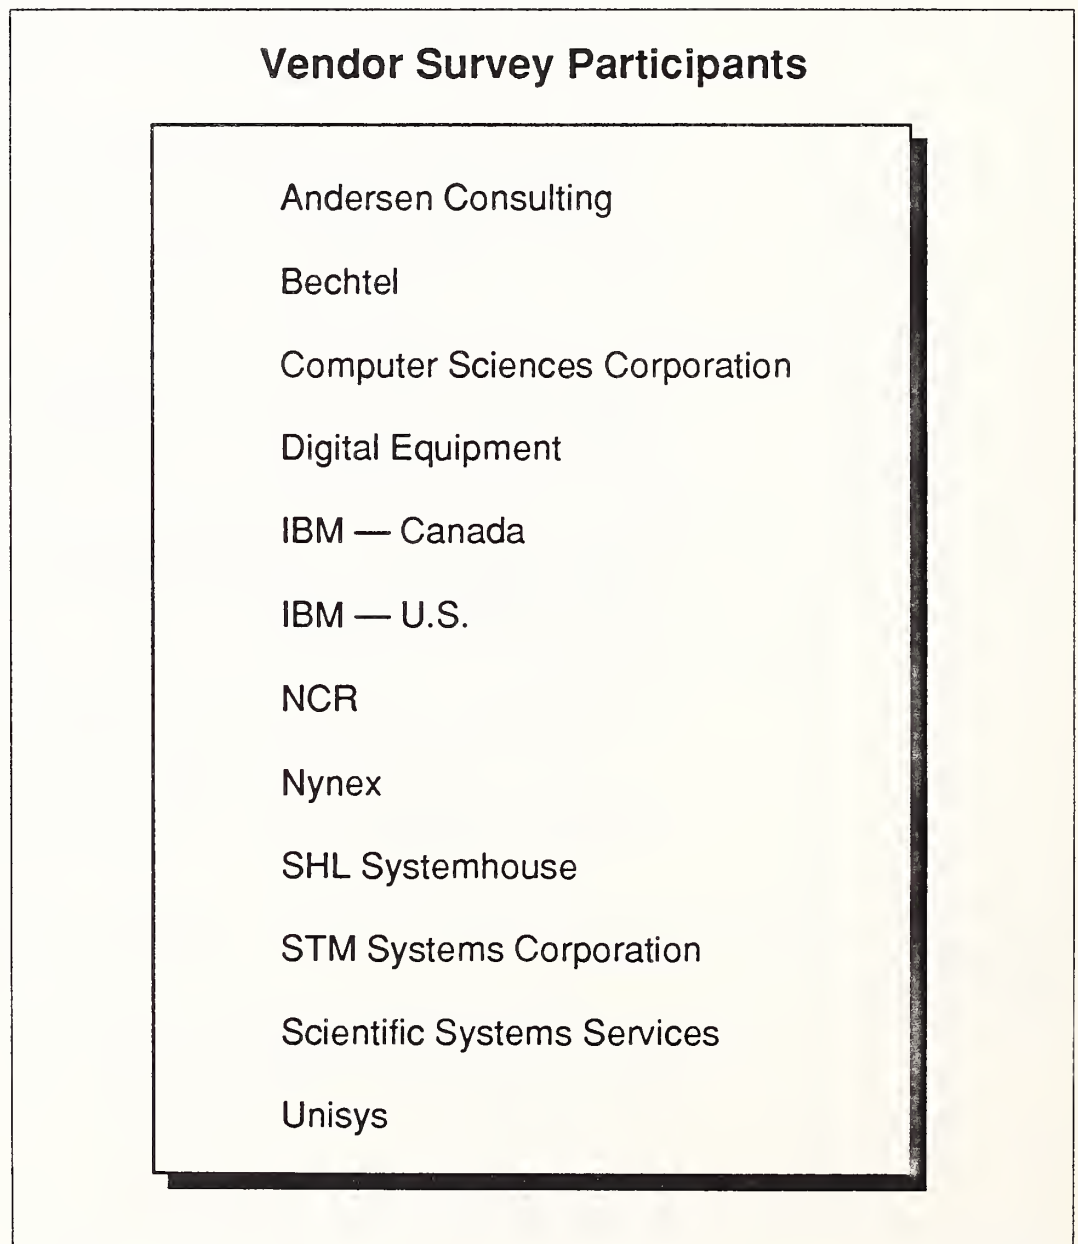 Vendor Survey Participants
Andersen Consulting
Bechtel
Computer Sciences Corporation
Digital Equipment
IBM — Canada
IBM — U.S.
NCR
Nynex
SHL Systemhouse
STM Systems Corporation
Scientific Systems Services
Unisys